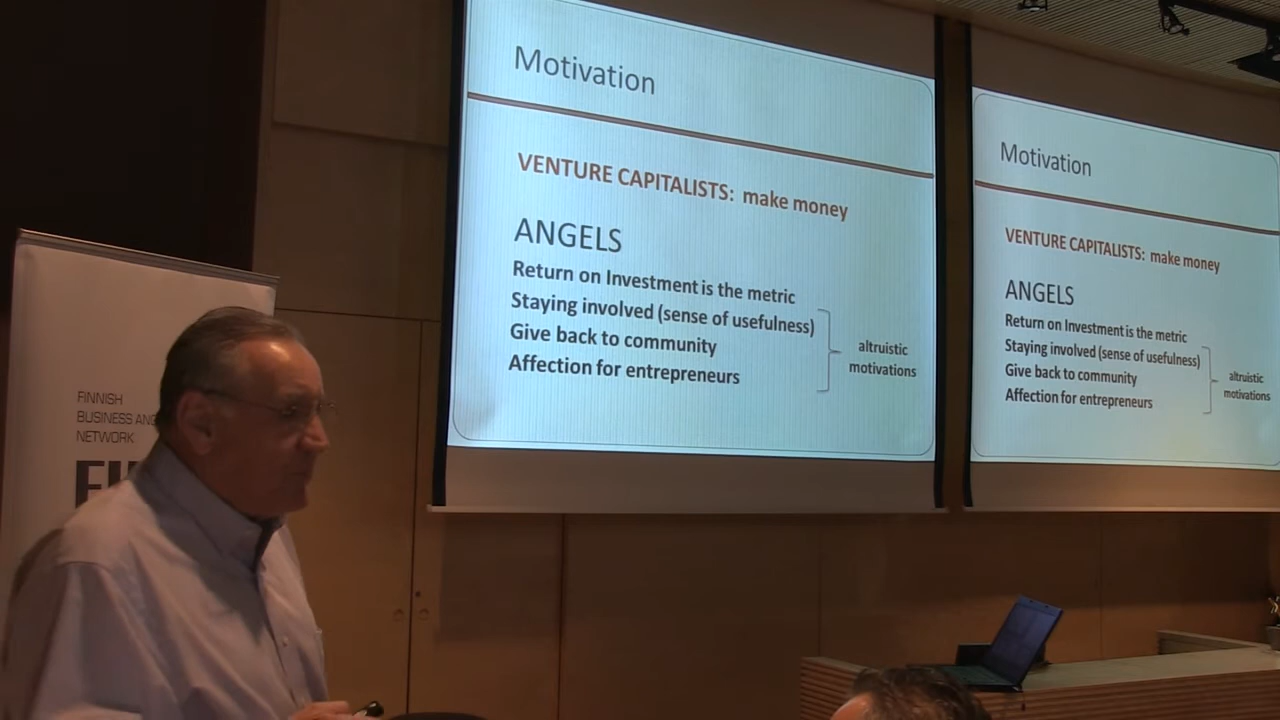 Motivation
VENTURE CAPITALISTS: make money
ANGELS
Return on Investment is the metric
Staying involved (sense of usefulness)
Give back to community
Affection for entrepreneurs
altruistic
motivations
Motivation
VENTURE CAPITALISTS: make money
ANGELS
Return on Investment is the metric
Staying involved (sense of usefulness)
Give back to community
Affection for entrepreneurs
altruistic
motivations
FINNISH
BUSINESS
NETWORK